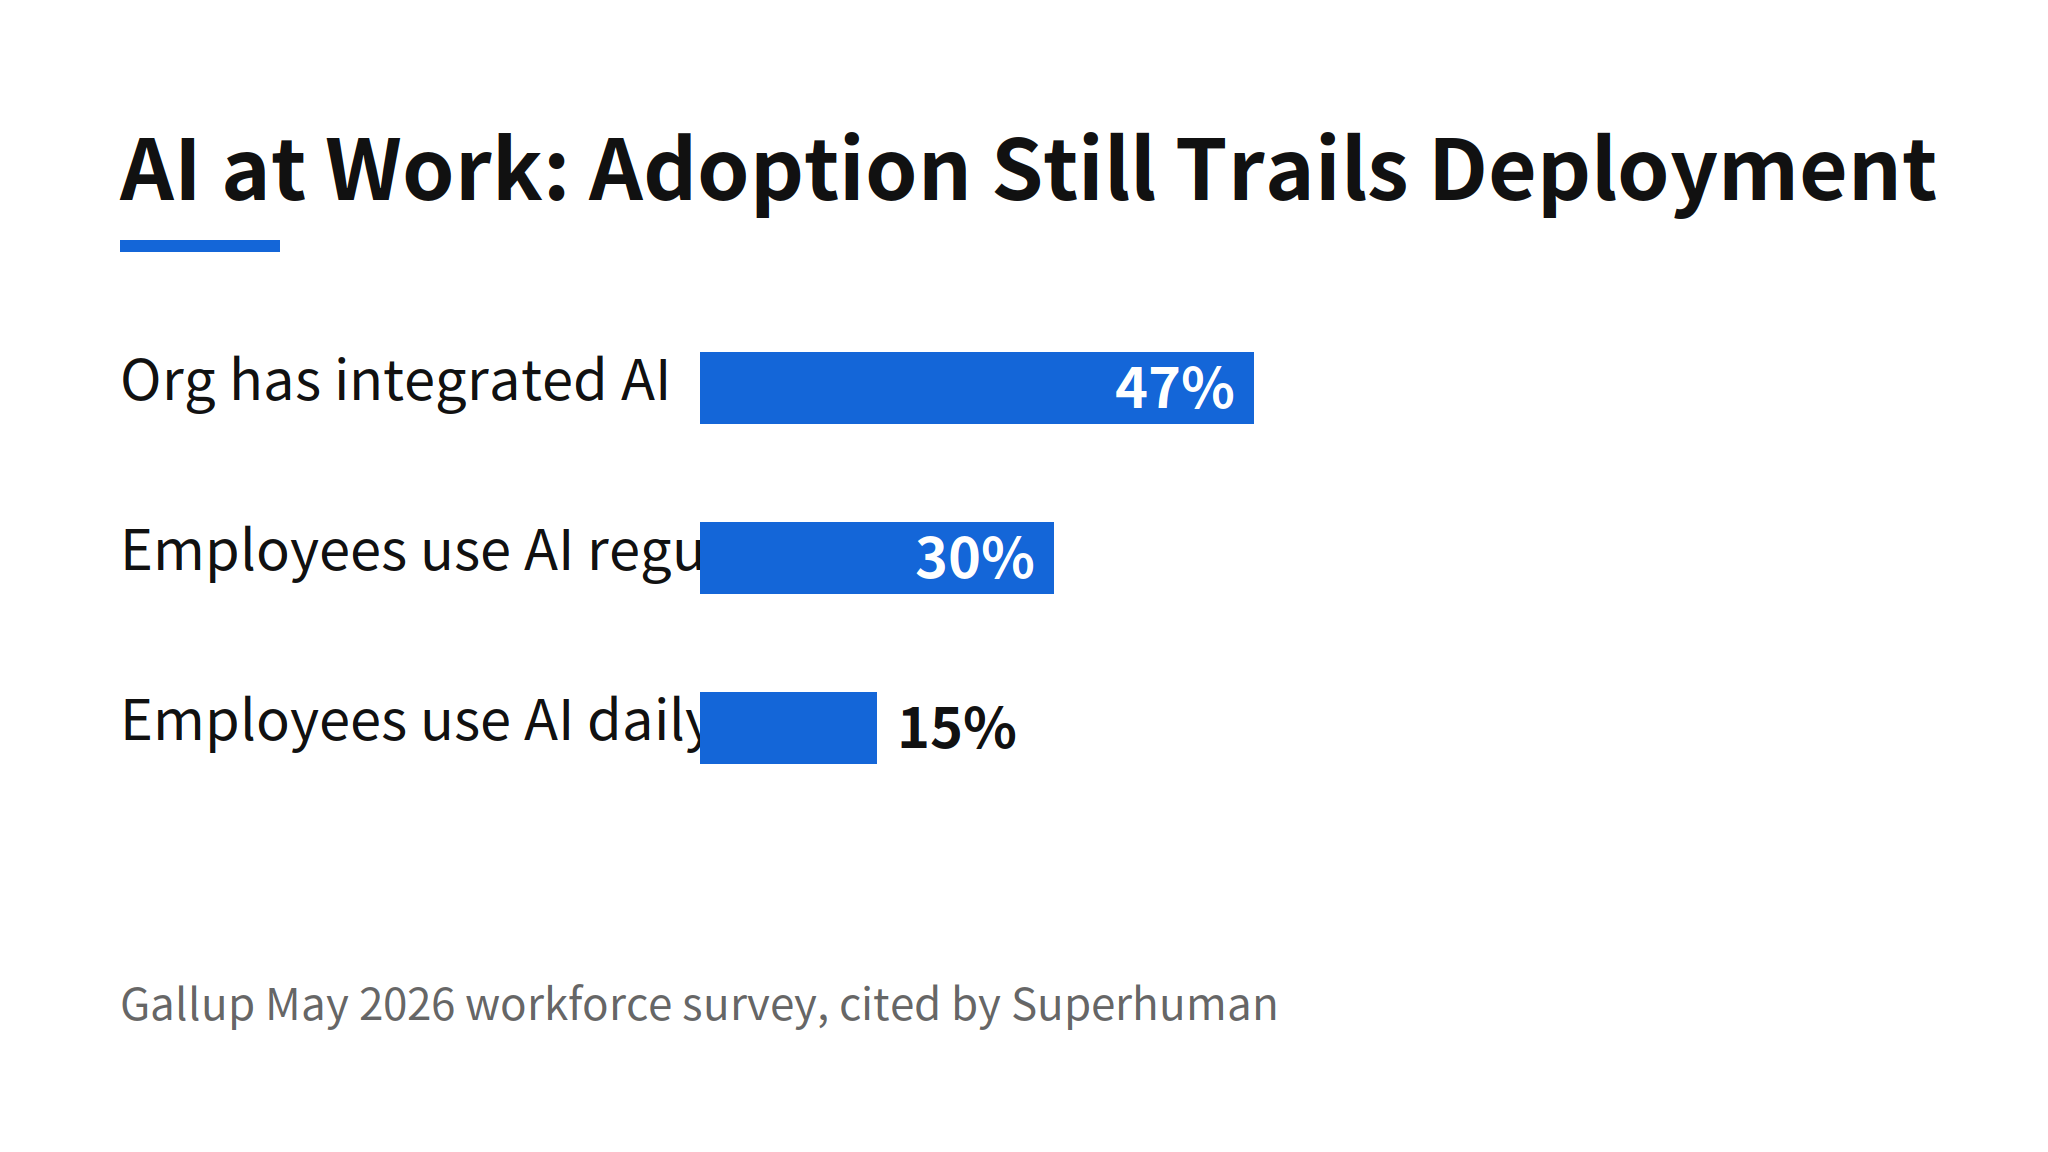 AI at Work: Adoption Still Trails Deployment
Org has integrated AI 47%
Employees use AI regu 30%
Employees use AI daily 15%
Gallup May 2026 workforce survey, cited by Superhuman